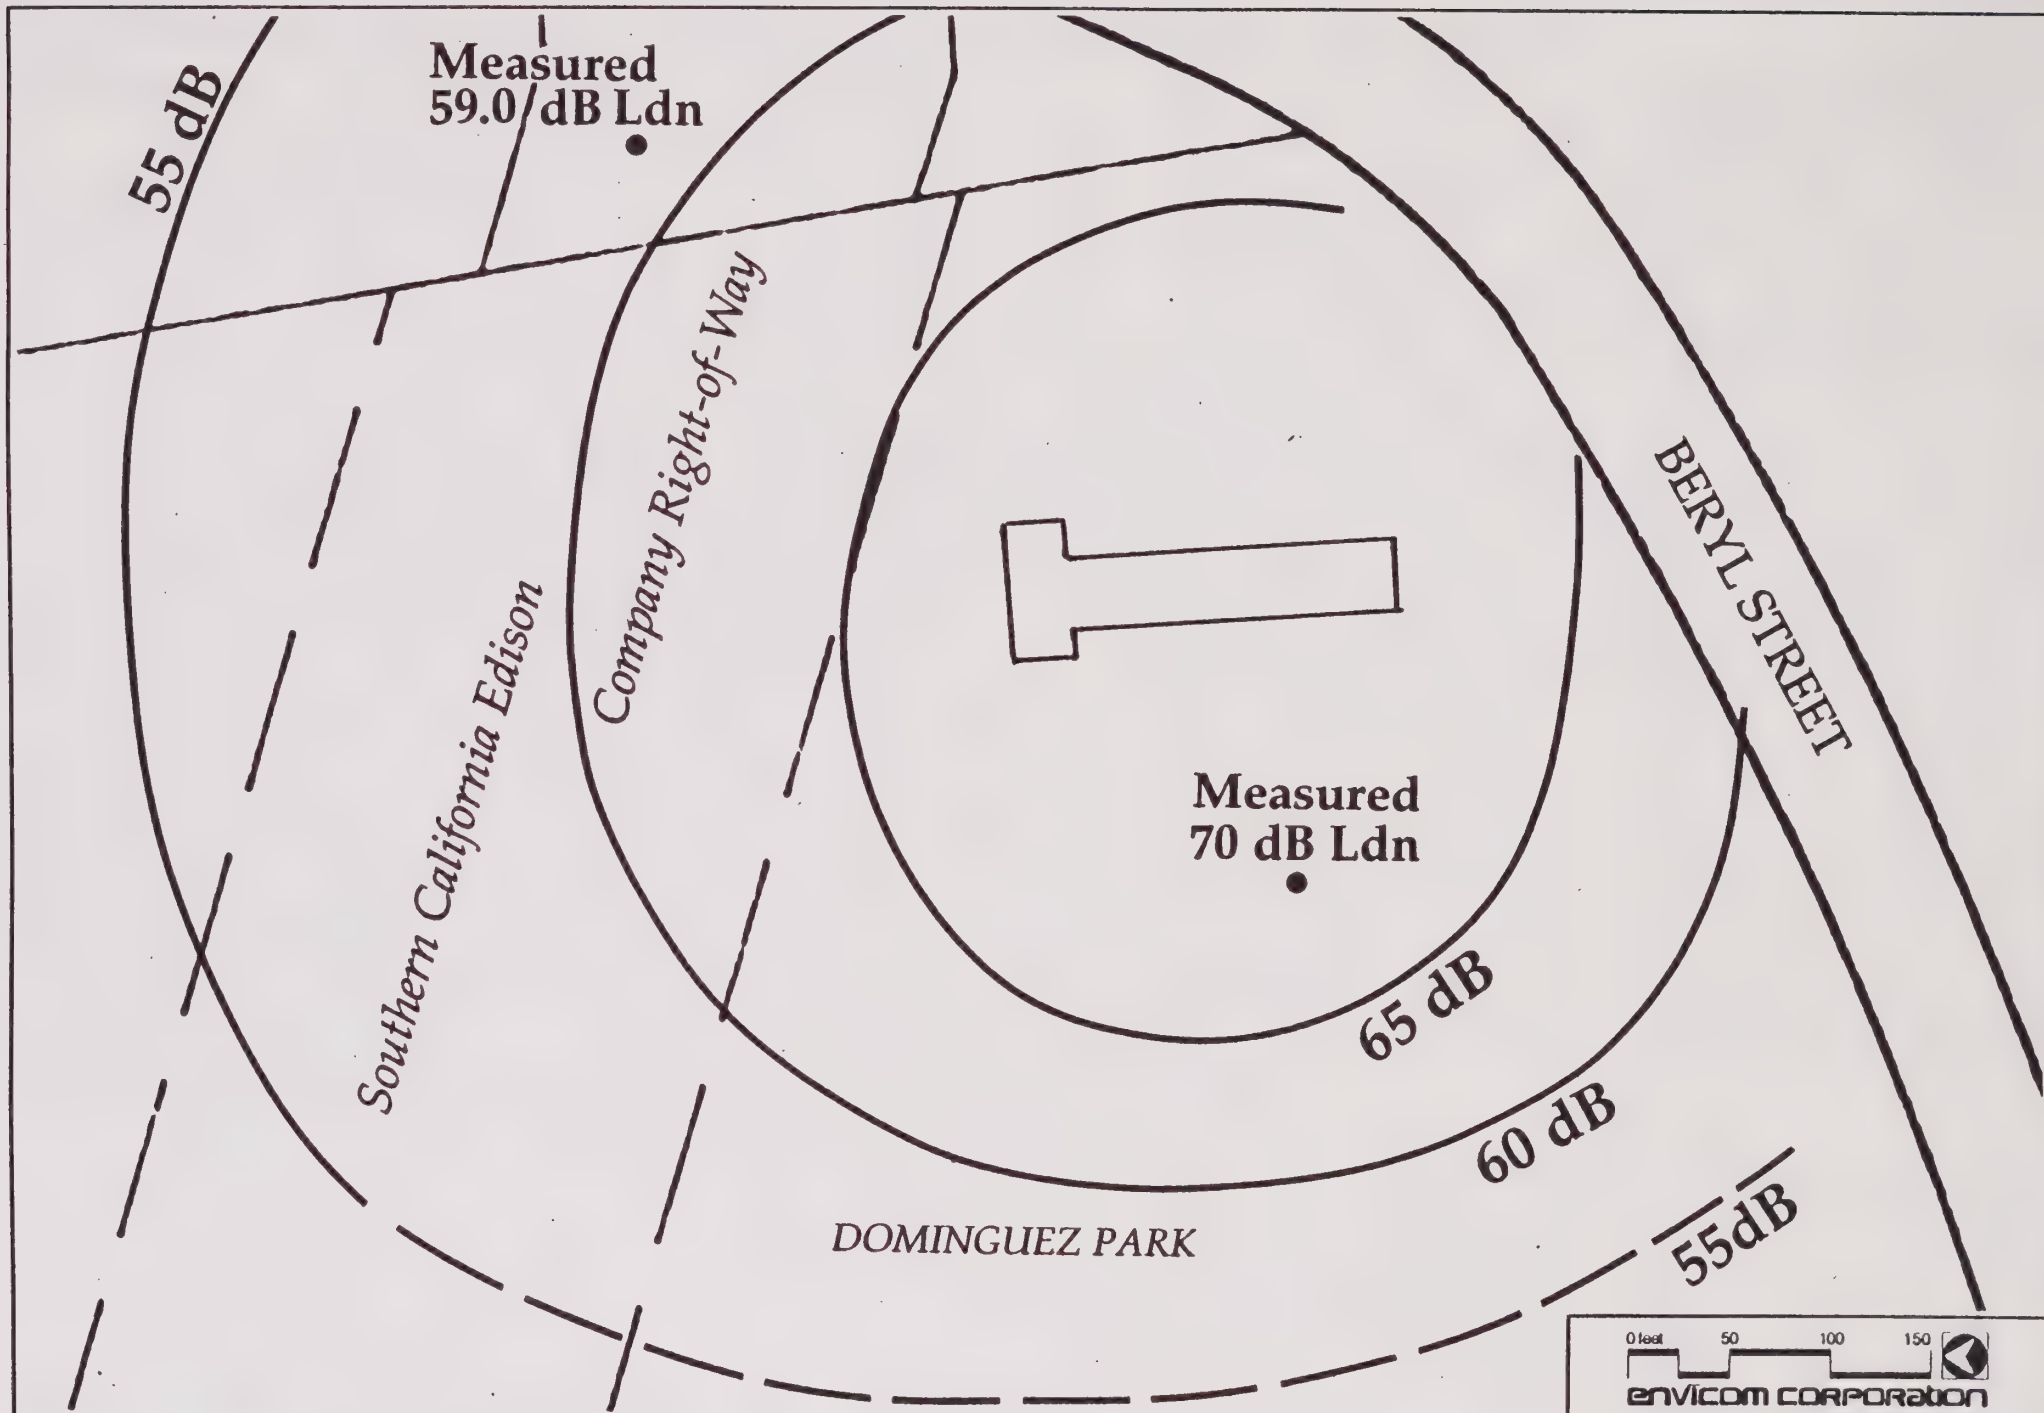 Measured
59.0 dB Ldn
55 dB
Company Right-of-Way
Southern California Edison
BERYL STREET
Measured
70 dB Ldn
65 dB
60 dB
55dB
DOMINGUEZ PARK
0 feet 50 100 150
envicom corporation